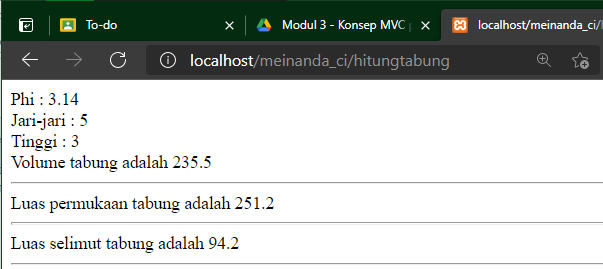 To-do
Modul 3 - Konsep MVC
localhost/meinanda_ci/
localhost/meinanda_ci/hitungtabung
Phi : 3.14
Jari-jari : 5
Tinggi : 3
Volume tabung adalah 235.5
Luas permukaan tabung adalah 251.2
Luas selimut tabung adalah 94.2